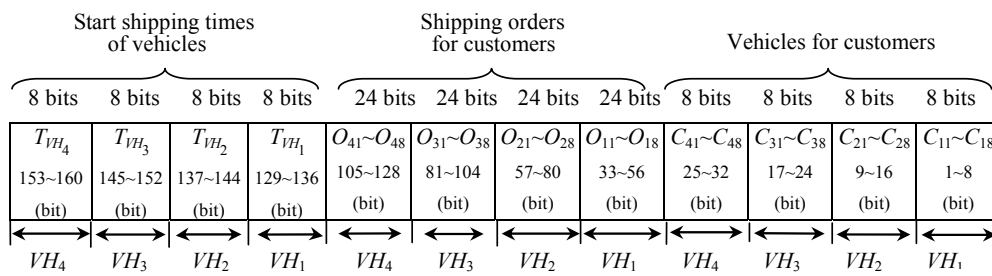 Start shipping times of vehicles
Shipping orders for customers
Vehicles for customers
8 bits 8 bits 8 bits 8 bits 24 bits 24 bits 24 bits 24 bits 8 bits 8 bits 8 bits 8 bits
T_VH4 T_VH3 T_VH2 T_VH1 O41~O48 O31~O38 O21~O28 O11~O18 C41~C48 C31~C38 C21~C28 C11~C18
153~160 145~152 137~144 129~136 105~128 81~104 57~80 33~56 25~32 17~24 9~16 1~8
(bit) (bit) (bit) (bit) (bit) (bit) (bit) (bit) (bit) (bit) (bit) (bit)
VH4 VH3 VH2 VH1 VH4 VH3 VH2 VH1 VH4 VH3 VH2 VH1